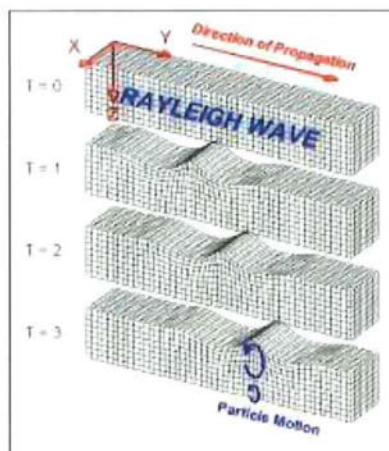 X
Y
Direction of Propagation
T = 0
Z
RAYLEIGH WAVE
T = 1
T = 2
T = 3
Particle Motion